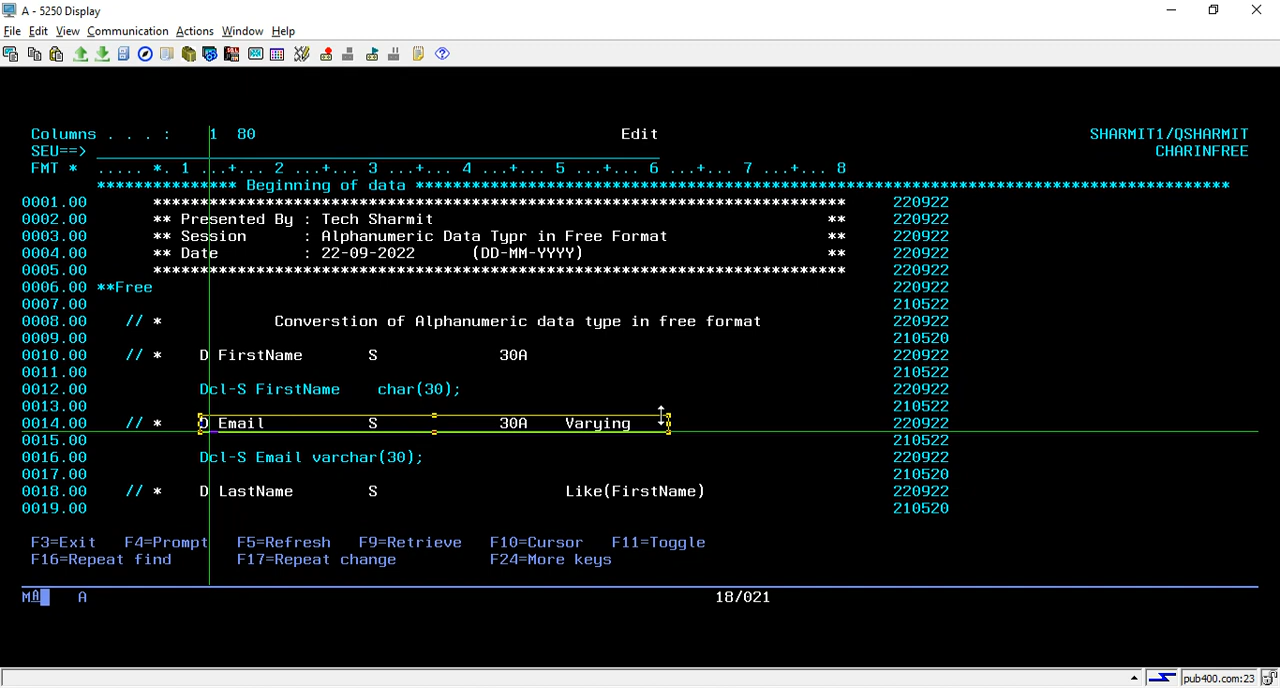 A - 5250 Display
File Edit View Communication Actions Window Help
Columns . . . : 1 80 Edit SHARMIT1/QSHARMIT
SEU==> CHARINFREE
FMT * ..... *. 1 ...+... 2 ...+... 3 ...+... 4 ...+... 5 ...+... 6 ...+... 7 ...+... 8
*************** Beginning of data ***************************************************************************************
0001.00 ************************************************************************** 220922
0002.00 ** Presented By : Tech Sharmit ** 220922
0003.00 ** Session : Alphanumeric Data Typr in Free Format ** 220922
0004.00 ** Date : 22-09-2022 (DD-MM-YYYY) ** 220922
0005.00 ************************************************************************** 220922
0006.00 **Free 220922
0007.00 210522
0008.00 // * Converstion of Alphanumeric data type in free format 220922
0009.00 210520
0010.00 // * D FirstName S 30A 220922
0011.00 210522
0012.00 Dcl-S FirstName char(30); 220922
0013.00 210522
0014.00 // * D Email S 30A Varying 220922
0015.00 210522
0016.00 Dcl-S Email varchar(30); 220922
0017.00 210520
0018.00 // * D LastName S Like(FirstName) 220922
0019.00 210520
F3=Exit F4=Prompt F5=Refresh F9=Retrieve F10=Cursor F11=Toggle
F16=Repeat find F17=Repeat change F24=More keys
MA A 18/021
pub400.com:23